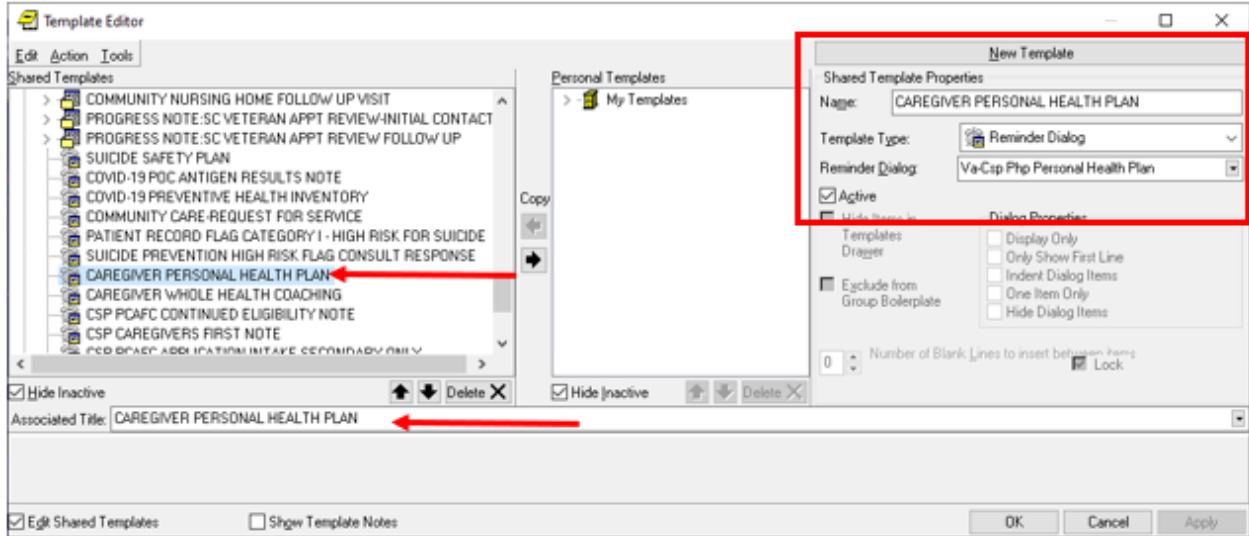 Template Editor
Edit Action Tools
New Template
Shared Templates
COMMUNITY NURSING HOME FOLLOW UP VISIT
PROGRESS NOTE:SC VETERAN APPT REVIEW-INITIAL CONTACT
PROGRESS NOTE:SC VETERAN APPT REVIEW FOLLOW UP
SUICIDE SAFETY PLAN
COVID-19 POC ANTIGEN RESULTS NOTE
COVID-19 PREVENTIVE HEALTH INVENTORY
COMMUNITY CARE-REQUEST FOR SERVICE
PATIENT RECORD FLAG CATEGORY I - HIGH RISK FOR SUICIDE
SUICIDE PREVENTION HIGH RISK FLAG CONSULT RESPONSE
CAREGIVER PERSONAL HEALTH PLAN
CAREGIVER WHOLE HEALTH COACHING
CSP PCAFC CONTINUED ELIGIBILITY NOTE
CSP CAREGIVERS FIRST NOTE
CSP PCAFC APPLICATION INTAKE SECONDARY ONLY
Hide Inactive
Delete
Copy
Personal Templates
My Templates
Hide Inactive
Delete
Shared Template Properties
Name: CAREGIVER PERSONAL HEALTH PLAN
Template Type: Reminder Dialog
Reminder Dialog: Va-Csp Php Personal Health Plan
Active
Hide Items in
Templates
Drawer
Exclude from
Group Boilerplate
Dialog Properties
Display Only
Only Show First Line
Indent Dialog Items
One Item Only
Hide Dialog Items
0 Number of Blank Lines to insert between items
Lock
Associated Title: CAREGIVER PERSONAL HEALTH PLAN
Edit Shared Templates Show Template Notes
OK Cancel Apply